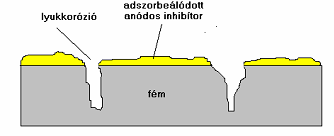 lyukkorózió
adszorbeálódott
anódos inhibítor
fém